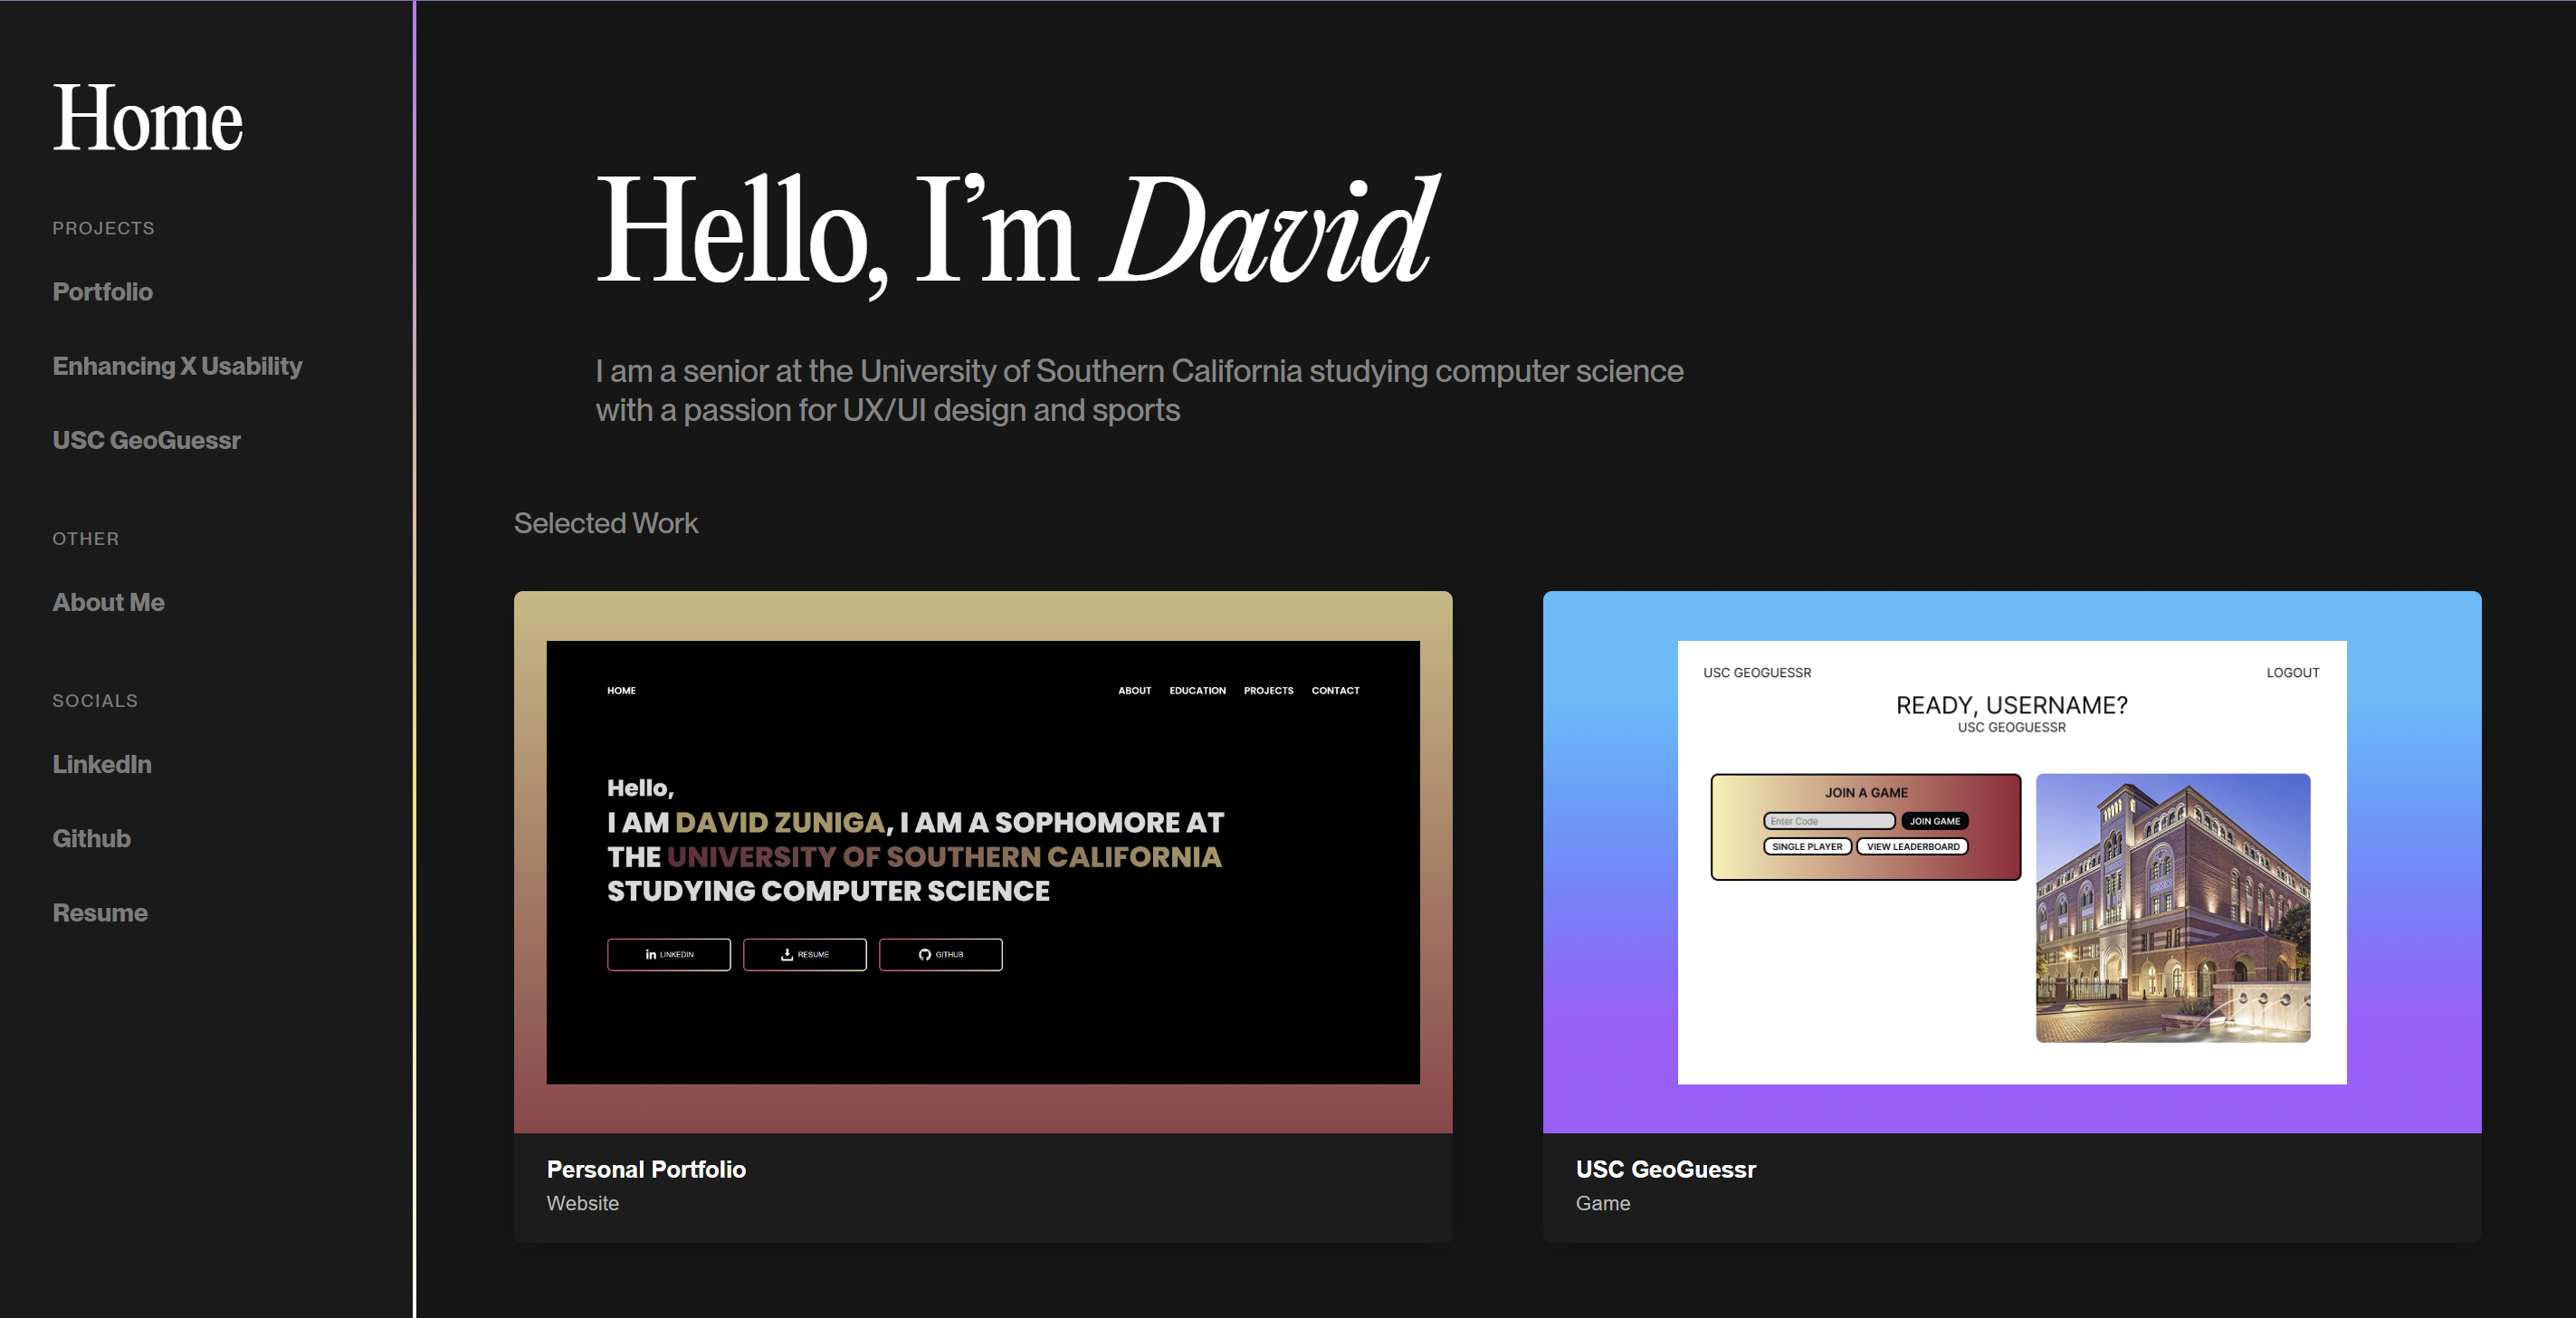 Home
PROJECTS
Portfolio
Enhancing X Usability
USC GeoGuessr
OTHER
About Me
SOCIALS
LinkedIn
Github
Resume
Hello, I’m David
I am a senior at the University of Southern California studying computer science
with a passion for UX/UI design and sports
Selected Work
HOME ABOUT EDUCATION PROJECTS CONTACT
Hello,
I AM DAVID ZUNIGA, I AM A SOPHOMORE AT
THE UNIVERSITY OF SOUTHERN CALIFORNIA
STUDYING COMPUTER SCIENCE
in LINKEDIN RESUME GITHUB
Personal Portfolio
Website
USC GEOGUESSR LOGOUT
READY, USERNAME?
USC GEOGUESSR
JOIN A GAME
Enter Code JOIN GAME
SINGLE PLAYER VIEW LEADERBOARD
USC GeoGuessr
Game